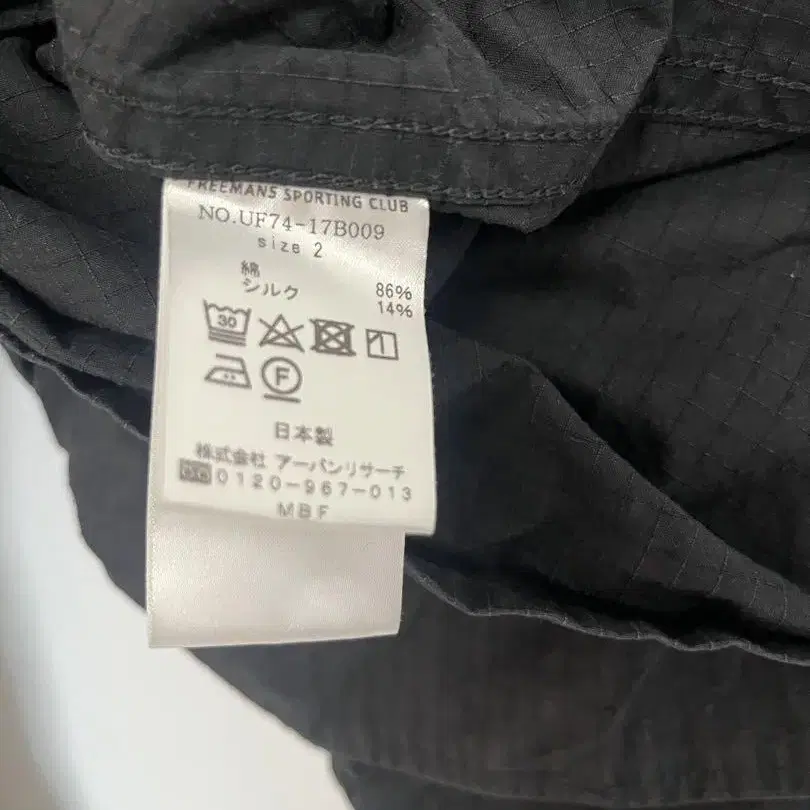 FREEMANS SPORTING CLUB
NO.UF74-17B009
size 2
綿 86%
シルク 14%
30
F
日本製
株式会社 アーバンリサーチ
0120-967-013
MBF